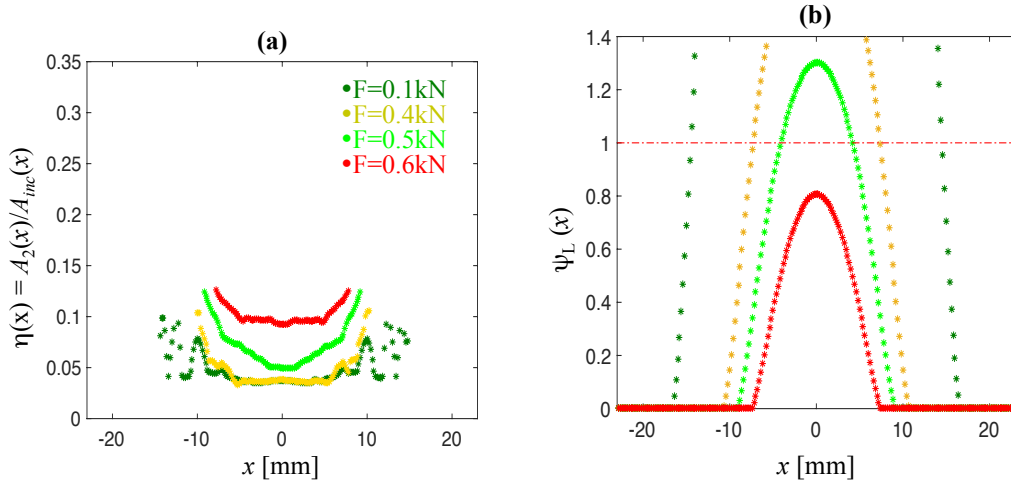 (a)
0.35
0.3
0.25
0.2
0.15
0.1
0.05
0
-20
-10
0
10
20
x [mm]
η(x) = A₂(x)/A_inc(x)
F=0.1kN
F=0.4kN
F=0.5kN
F=0.6kN
(b)
1.4
1.2
1
0.8
0.6
0.4
0.2
0
-20
-10
0
10
20
x [mm]
ψ_L (x)